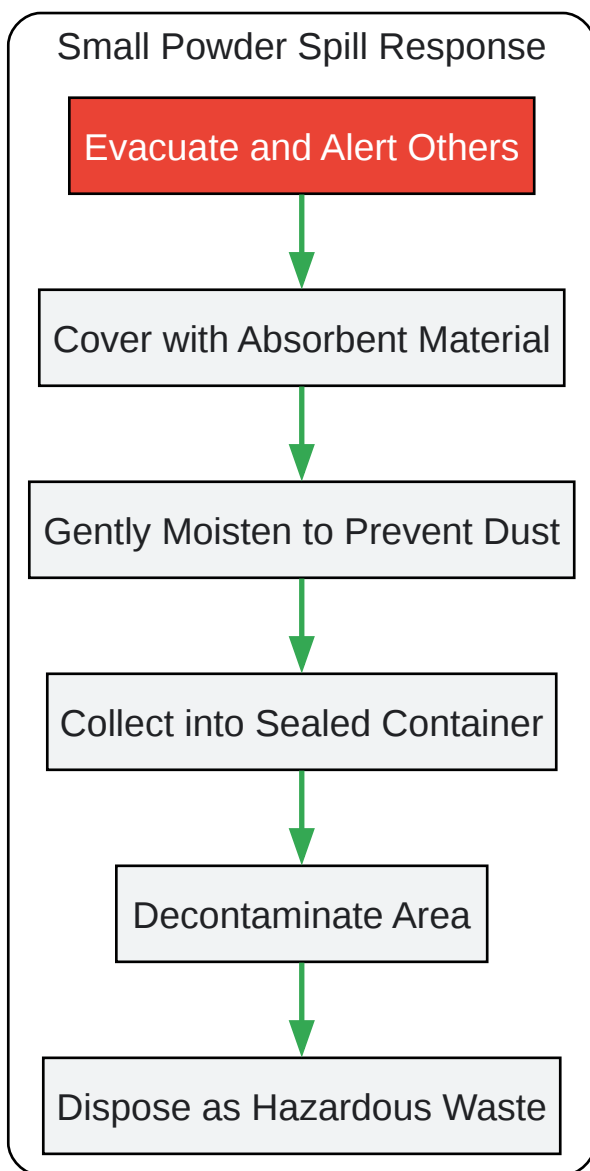 Small Powder Spill Response
Evacuate and Alert Others
Cover with Absorbent Material
Gently Moisten to Prevent Dust
Collect into Sealed Container
Decontaminate Area
Dispose as Hazardous Waste